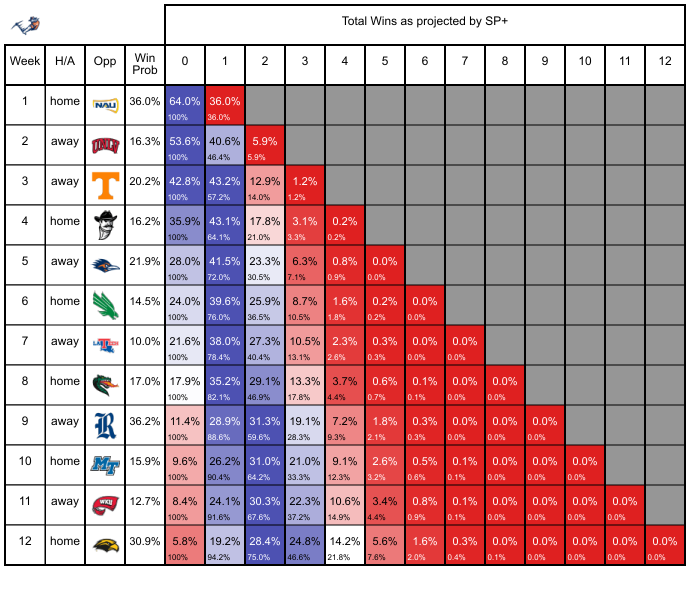 Total Wins as projected by SP+
Week H/A Opp Win Prob 0 1 2 3 4 5 6 7 8 9 10 11 12
1 home NAU 36.0% 64.0% 36.0%
100% 36.0%
2 away UNLV 16.3% 53.6% 40.6% 5.9%
100% 46.4% 5.9%
3 away T 20.2% 42.8% 43.2% 12.9% 1.2%
100% 57.2% 14.0% 1.2%
4 home 16.2% 35.9% 43.1% 17.8% 3.1% 0.2%
100% 64.1% 21.0% 3.3% 0.2%
5 away 21.9% 28.0% 41.5% 23.3% 6.3% 0.8% 0.0%
100% 72.0% 30.5% 7.1% 0.9% 0.0%
6 home 14.5% 24.0% 39.6% 25.9% 8.7% 1.6% 0.2% 0.0%
100% 76.0% 36.5% 10.5% 1.8% 0.2% 0.0%
7 away 10.0% 21.6% 38.0% 27.3% 10.5% 2.3% 0.3% 0.0% 0.0%
100% 78.4% 40.4% 13.1% 2.6% 0.3% 0.0% 0.0%
8 home 17.0% 17.9% 35.2% 29.1% 13.3% 3.7% 0.6% 0.1% 0.0% 0.0%
100% 82.1% 46.9% 17.8% 4.4% 0.7% 0.1% 0.0% 0.0%
9 away R 36.2% 11.4% 28.9% 31.3% 19.1% 7.2% 1.8% 0.3% 0.0% 0.0% 0.0%
100% 88.6% 59.6% 28.3% 9.3% 2.1% 0.3% 0.0% 0.0% 0.0%
10 home MT 15.9% 9.6% 26.2% 31.0% 21.0% 9.1% 2.6% 0.5% 0.1% 0.0% 0.0% 0.0%
100% 90.4% 64.2% 33.3% 12.3% 3.2% 0.6% 0.1% 0.0% 0.0% 0.0%
11 away WKU 12.7% 8.4% 24.1% 30.3% 22.3% 10.6% 3.4% 0.8% 0.1% 0.0% 0.0% 0.0% 0.0%
100% 91.6% 67.6% 37.2% 14.9% 4.4% 0.9% 0.1% 0.0% 0.0% 0.0% 0.0%
12 home 30.9% 5.8% 19.2% 28.4% 24.8% 14.2% 5.6% 1.6% 0.3% 0.0% 0.0% 0.0% 0.0% 0.0%
100% 94.2% 75.0% 46.6% 21.8% 7.6% 2.0% 0.4% 0.1% 0.0% 0.0% 0.0% 0.0%